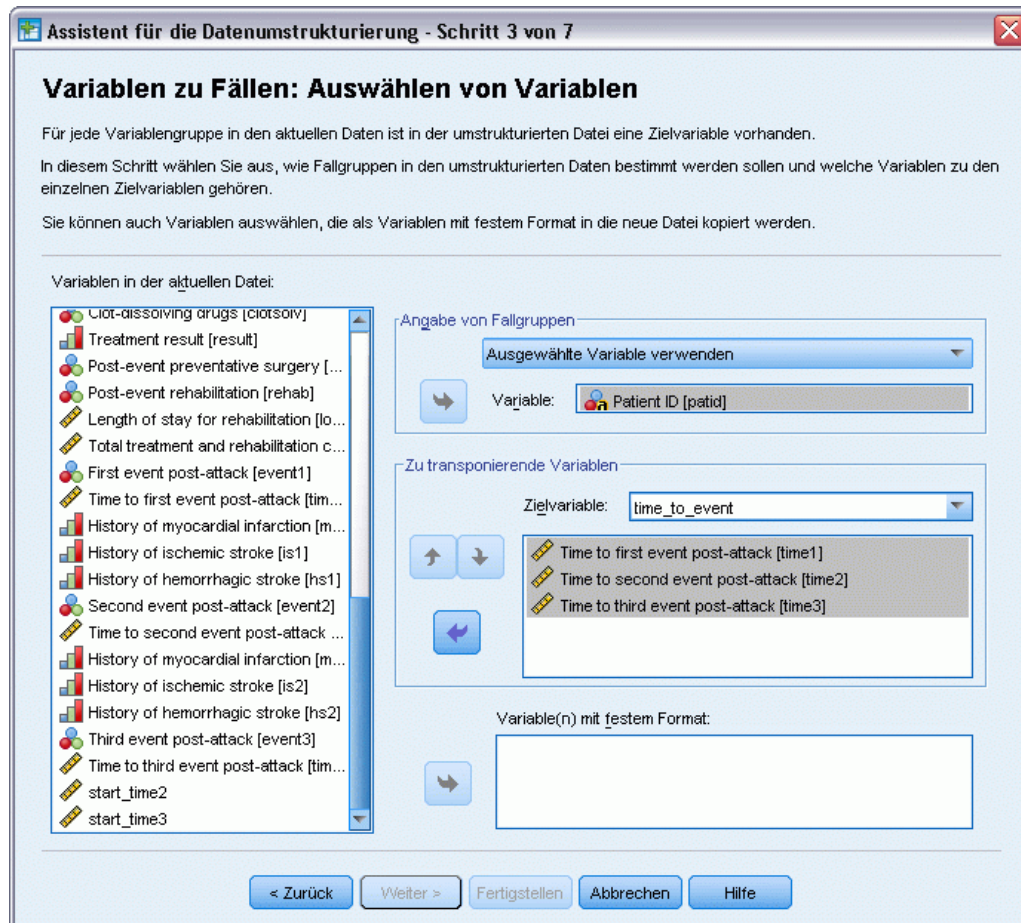 Assistent für die Datenumstrukturierung - Schritt 3 von 7
Variablen zu Fällen: Auswählen von Variablen
Für jede Variablengruppe in den aktuellen Daten ist in der umstrukturierten Datei eine Zielvariable vorhanden.
In diesem Schritt wählen Sie aus, wie Fallgruppen in den umstrukturierten Daten bestimmt werden sollen und welche Variablen zu den
einzelnen Zielvariablen gehören.
Sie können auch Variablen auswählen, die als Variablen mit festem Format in die neue Datei kopiert werden.
Variablen in der aktuellen Datei:
Clot-dissolving drugs [clotsolv]
Treatment result [result]
Post-event preventative surgery [...
Post-event rehabilitation [rehab]
Length of stay for rehabilitation [lo...
Total treatment and rehabilitation c...
First event post-attack [event1]
Time to first event post-attack [tim...
History of myocardial infarction [m...
History of ischemic stroke [is1]
History of hemorrhagic stroke [hs1]
Second event post-attack [event2]
Time to second event post-attack ...
History of myocardial infarction [m...
History of ischemic stroke [is2]
History of hemorrhagic stroke [hs2]
Third event post-attack [event3]
Time to third event post-attack [tim...
start_time2
start_time3
Angabe von Fallgruppen
Ausgewählte Variable verwenden
Variable:
Patient ID [patid]
Zu transponierende Variablen
Zielvariable:
time_to_event
Time to first event post-attack [time1]
Time to second event post-attack [time2]
Time to third event post-attack [time3]
Variable(n) mit festem Format:
< Zurück
Weiter >
Fertigstellen
Abbrechen
Hilfe